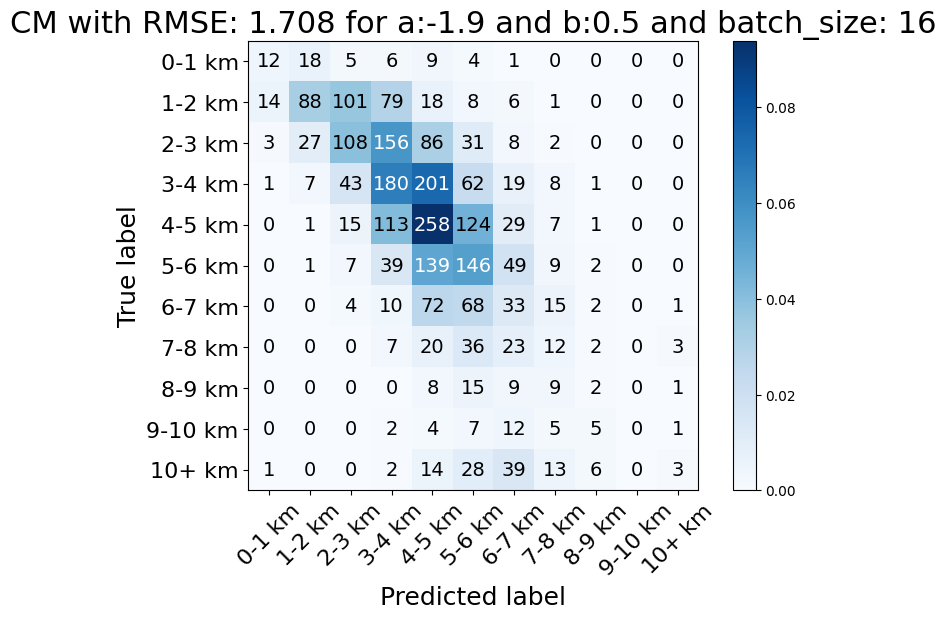 CM with RMSE: 1.708 for a:-1.9 and b:0.5 and batch_size: 16
0-1 km 12 18 5 6 9 4 1 0 0 0 0
1-2 km 14 88 101 79 18 8 6 1 0 0 0
2-3 km 3 27 108 156 86 31 8 2 0 0 0
3-4 km 1 7 43 180 201 62 19 8 1 0 0
4-5 km 0 1 15 113 258 124 29 7 1 0 0
5-6 km 0 1 7 39 139 146 49 9 2 0 0
6-7 km 0 0 4 10 72 68 33 15 2 0 1
7-8 km 0 0 0 7 20 36 23 12 2 0 3
8-9 km 0 0 0 0 8 15 9 9 2 0 1
9-10 km 0 0 0 2 4 7 12 5 5 0 1
10+ km 1 0 0 2 14 28 39 13 6 0 3
True label
0-1 km 1-2 km 2-3 km 3-4 km 4-5 km 5-6 km 6-7 km 7-8 km 8-9 km 9-10 km 10+ km
Predicted label
0.08
0.06
0.04
0.02
0.00